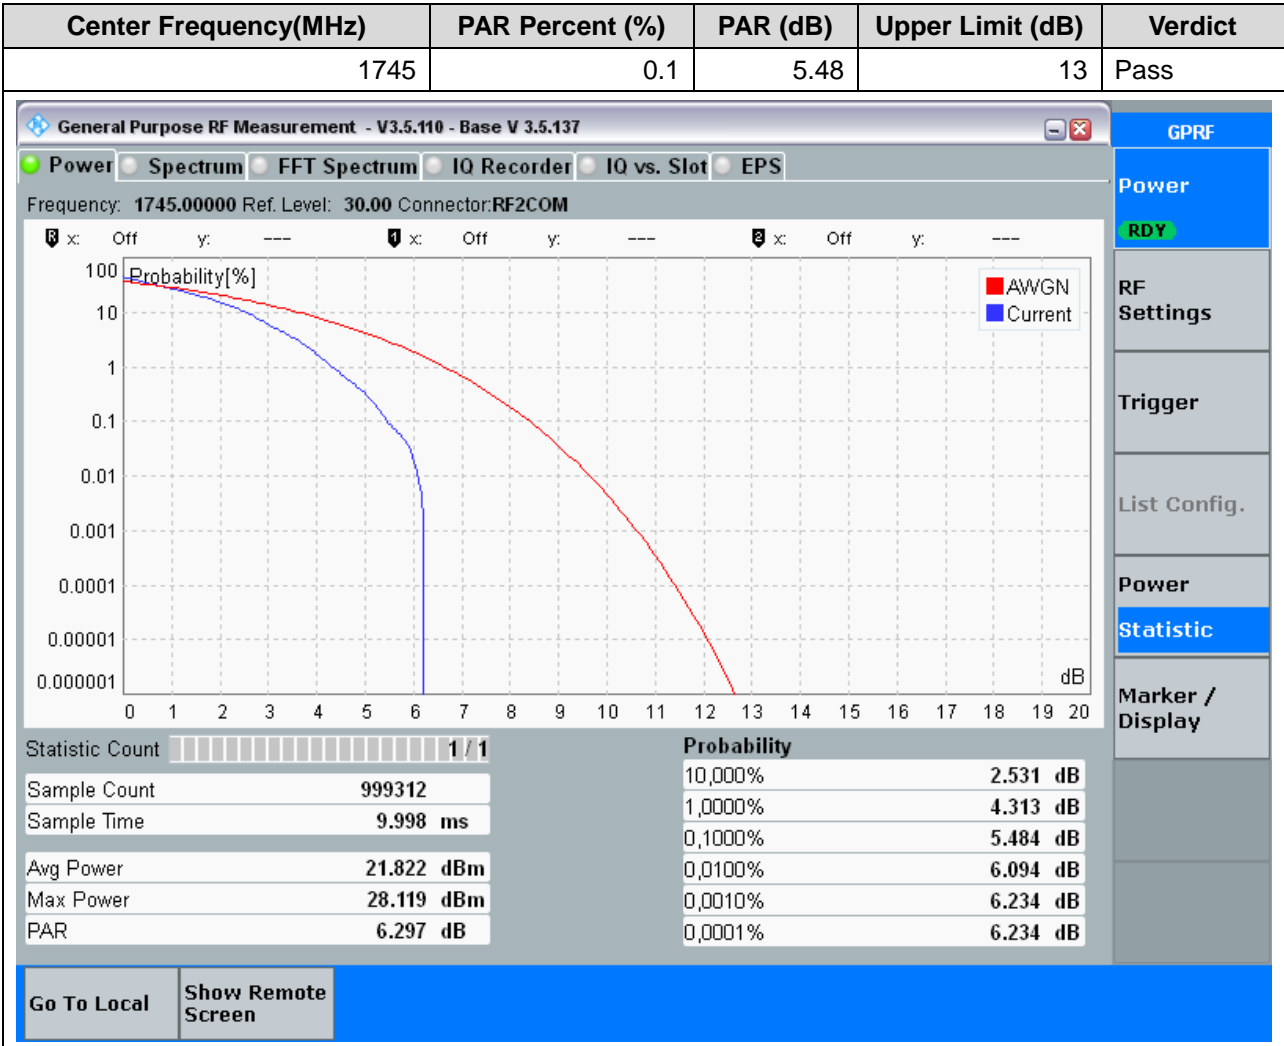 Center Frequency(MHz) PAR Percent (%) PAR (dB) Upper Limit (dB) Verdict
1745 0.1 5.48 13 Pass
General Purpose RF Measurement - V3.5.110 - Base V 3.5.137
GPRF
Power Spectrum FFT Spectrum IQ Recorder IQ vs. Slot EPS
Frequency: 1745.00000 Ref. Level: 30.00 Connector:RF2COM
R x: Off y: --- 1 x: Off y: --- 2 x: Off y: ---
Probability[%]
AWGN
Current
100
10
1
0.1
0.01
0.001
0.0001
0.00001
0.000001
dB
0 1 2 3 4 5 6 7 8 9 10 11 12 13 14 15 16 17 18 19 20
Statistic Count 1 / 1
Sample Count 999312
Sample Time 9.998 ms
Avg Power 21.822 dBm
Max Power 28.119 dBm
PAR 6.297 dB
Probability
10,000% 2.531 dB
1,0000% 4.313 dB
0,1000% 5.484 dB
0,0100% 6.094 dB
0,0010% 6.234 dB
0,0001% 6.234 dB
Power
RDY
RF
Settings
Trigger
List Config.
Power
Statistic
Marker /
Display
Go To Local
Show Remote
Screen